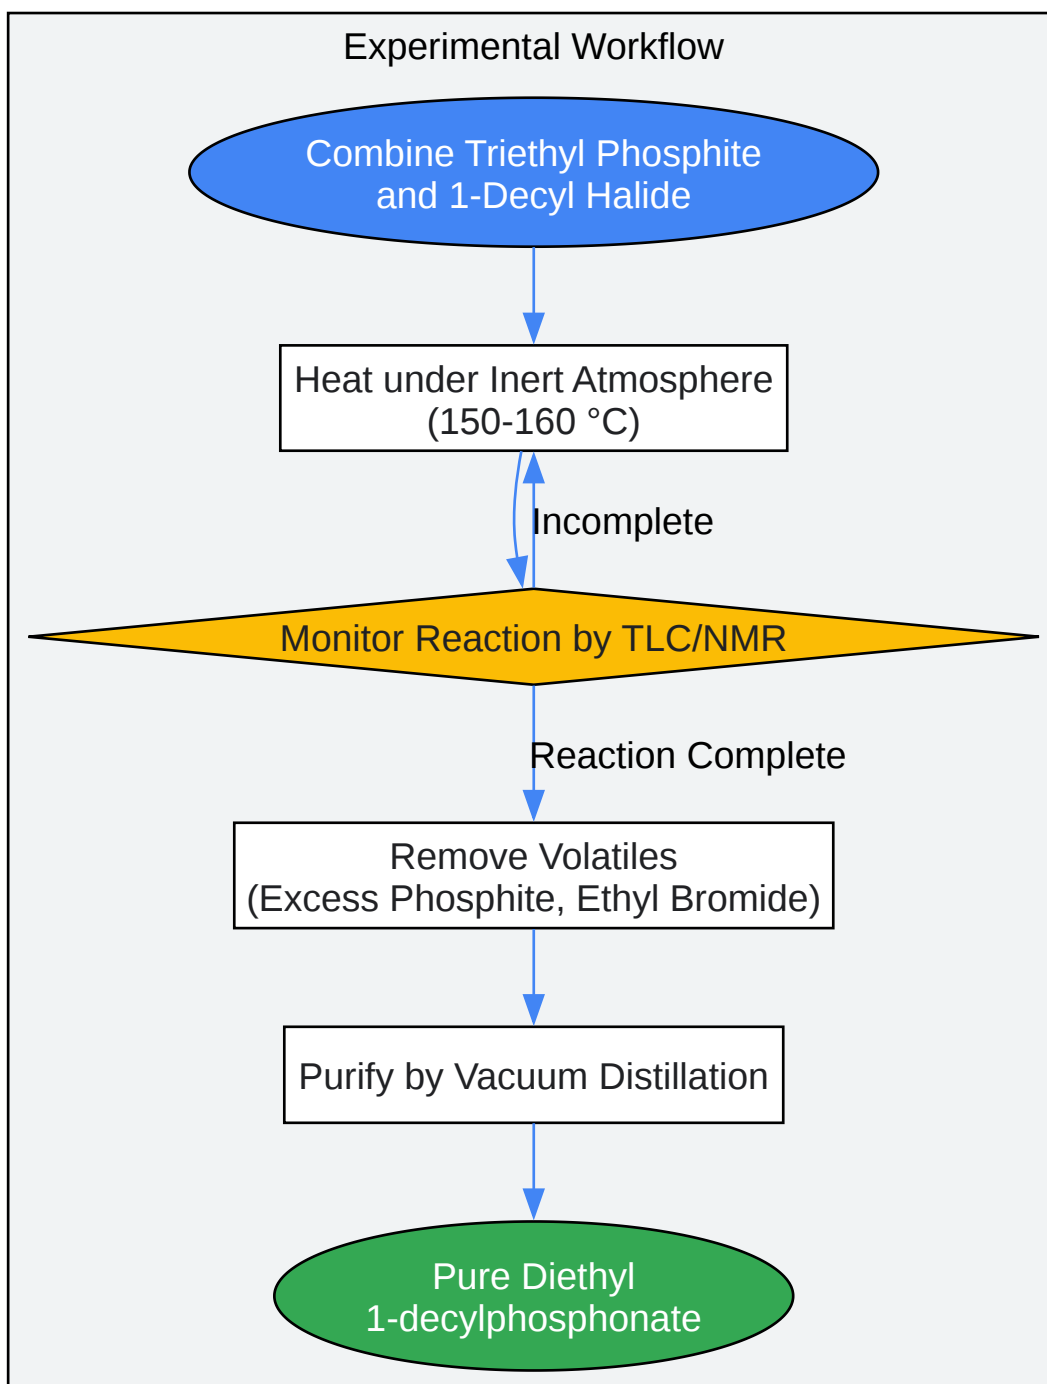 Experimental Workflow
Combine Triethyl Phosphite
and 1-Decyl Halide
Heat under Inert Atmosphere
(150-160 °C)
Incomplete
Monitor Reaction by TLC/NMR
Reaction Complete
Remove Volatiles
(Excess Phosphite, Ethyl Bromide)
Purify by Vacuum Distillation
Pure Diethyl
1-decylphosphonate